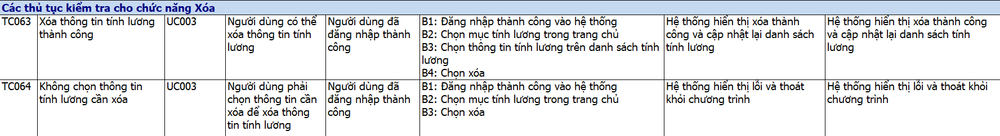 Các thủ tục kiểm tra cho chức năng Xóa
TC063
Xóa thông tin tính lương
thành công
UC003
Người dùng có thể
xóa thông tin tính
lương
Người dùng đã
đăng nhập thành
công
B1: Đăng nhập thành công vào hệ thống
B2: Chọn mục tính lương trong trang chủ
B3: Chọn thông tin tính lương trên danh sách tính
lương
B4: Chọn xóa
Hệ thống hiển thị xóa thành
công và cập nhật lại danh sách
tính lương
Hệ thống hiển thị xóa thành công
và cập nhật lại danh sách tính
lương
TC064
Không chọn thông tin
tính lương cần xóa
UC003
Người dùng phải
chọn thông tin cần
xóa để xóa thông
tin tính lương
Người dùng đã
đăng nhập thành
công
B1: Đăng nhập thành công vào hệ thống
B2: Chọn mục tính lương trong trang chủ
B3: Chọn xóa
Hệ thống hiển thị lỗi và thoát
khỏi chương trình
Hệ thống hiển thị lỗi và thoát khỏi
chương trình